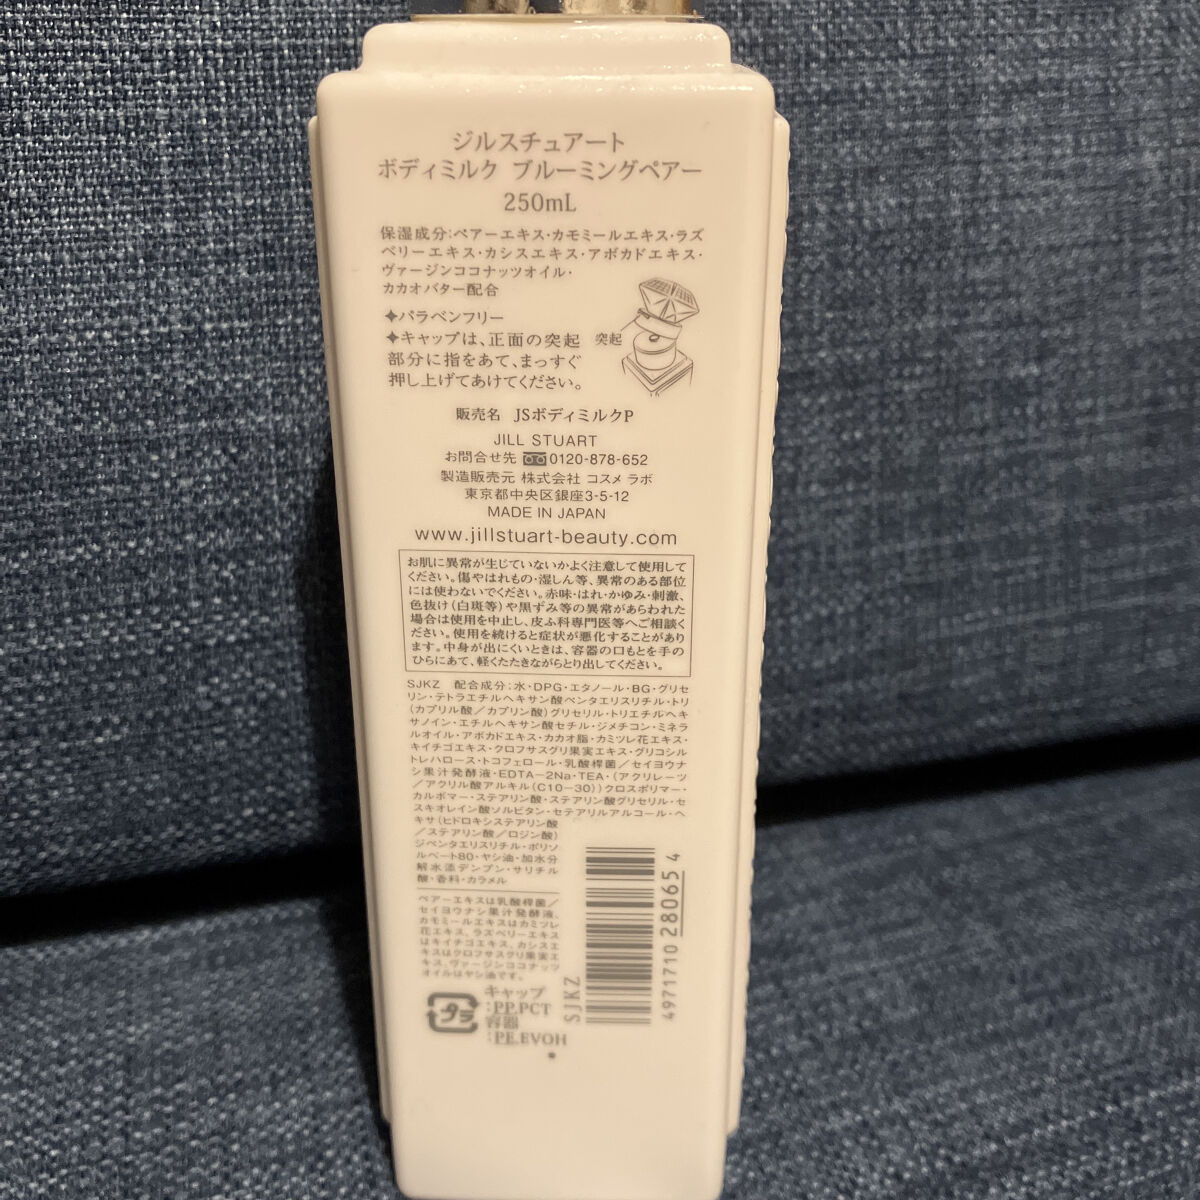 ジルスチュアート
ボディミルク ブルーミングペアー
250mL
保湿成分:ペアーエキス・カモミールエキス・ラズ
ベリーエキス・カシスエキス・アボカドエキス・
ヴァージンココナッツオイル・
カカオバター配合
✦パラベンフリー
✦キャップは、正面の突起
部分に指をあて、まっすぐ
押し上げてあけてください。
突起
販売名 JSボディミルクP
JILL STUART
お問合せ先 0120-878-652
製造販売元 株式会社 コスメ ラボ
東京都中央区銀座3-5-12
MADE IN JAPAN
www.jillstuart-beauty.com
お肌に異常が生じていないかよく注意して使用して
ください。傷やはれもの・湿しん等、異常のある部位
には使わないでください。赤味・はれ・かゆみ・刺激、
色抜け(白斑等)や黒ずみ等の異常があらわれた
場合は使用を中止し、皮ふ科専門医等へご相談く
ださい。使用を続けると症状が悪化することがあり
ます。中身が出にくいときは、容器の口もとを手の
ひらにあて、軽くたたきながらとり出してください。
SJKZ 配合成分:水・DPG・エタノール・BG・グリセ
リン・テトラエチルヘキサン酸ペンタエリスリチル・トリ
(カプリル酸/カプリン酸)グリセリル・トリエチルヘキ
サノイン・エチルヘキサン酸セチル・ジメチコン・ミネラ
ルオイル・アボカドエキス・カカオ脂・カミツレ花エキス・
キイチゴエキス・クロフサスグリ果実エキス・グリコシル
トレハロース・トコフェロール・乳酸桿菌/セイヨウナ
シ果汁発酵液・EDTA-2Na・TEA・(アクリレーツ
/アクリル酸アルキル(C10-30))クロスポリマー・
カルボマー・ステアリン酸・ステアリン酸グリセリル・セ
スキオレイン酸ソルビタン・セテアリルアルコール・ヘ
キサ(ヒドロキシステアリン酸
/ステアリン酸/ロジン酸)
ジペンタエリスリチル・ポリソ
ルベート80・ヤシ油・加水分
解水添デンプン・サリチル
酸・香料・カラメル
ペアーエキスは乳酸桿菌/
セイヨウナシ果汁発酵液、
カモミールエキスはカミツレ
花エキス、ラズベリーエキス
はキイチゴエキス、カシスエ
キスはクロフサスグリ果実エ
キス、ヴァージンココナッツ
オイルはヤシ油です。
SJKZ
4971710 280654
プラ
キャップ
:PP,PCT
容器
:PE,EVOH